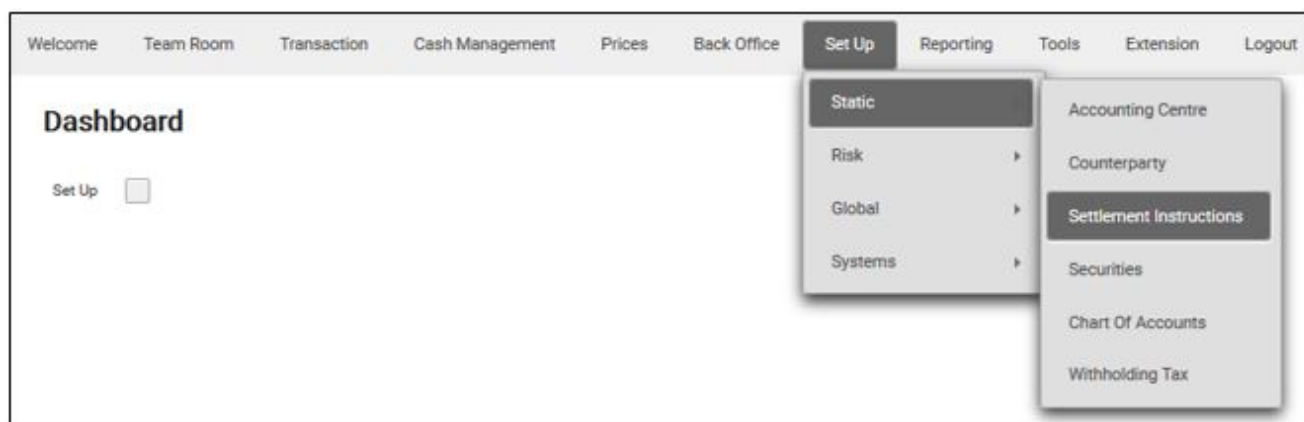 Welcome Team Room Transaction Cash Management Prices Back Office Set Up Reporting Tools Extension Logout
Dashboard
Set Up
Static
Risk
Global
Systems
Accounting Centre
Counterparty
Settlement Instructions
Securities
Chart Of Accounts
Withholding Tax